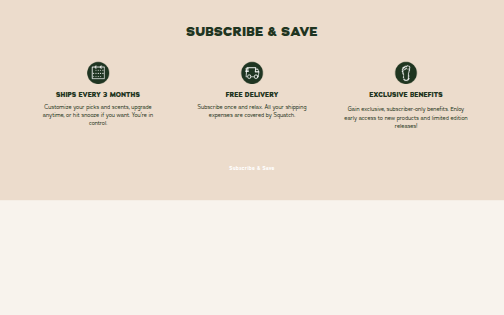 SUBSCRIBE & SAVE
SHIPS EVERY 3 MONTHS
Customize your picks and scents, upgrade
anytime, or hit snooze if you want. You're in
control.
FREE DELIVERY
Subscribe once and relax. All your shipping
expenses are covered by Squatch.
EXCLUSIVE BENEFITS
Gain exclusive, subscriber-only benefits. Enjoy
early access to new products and limited edition
releases!
Subscribe & Save